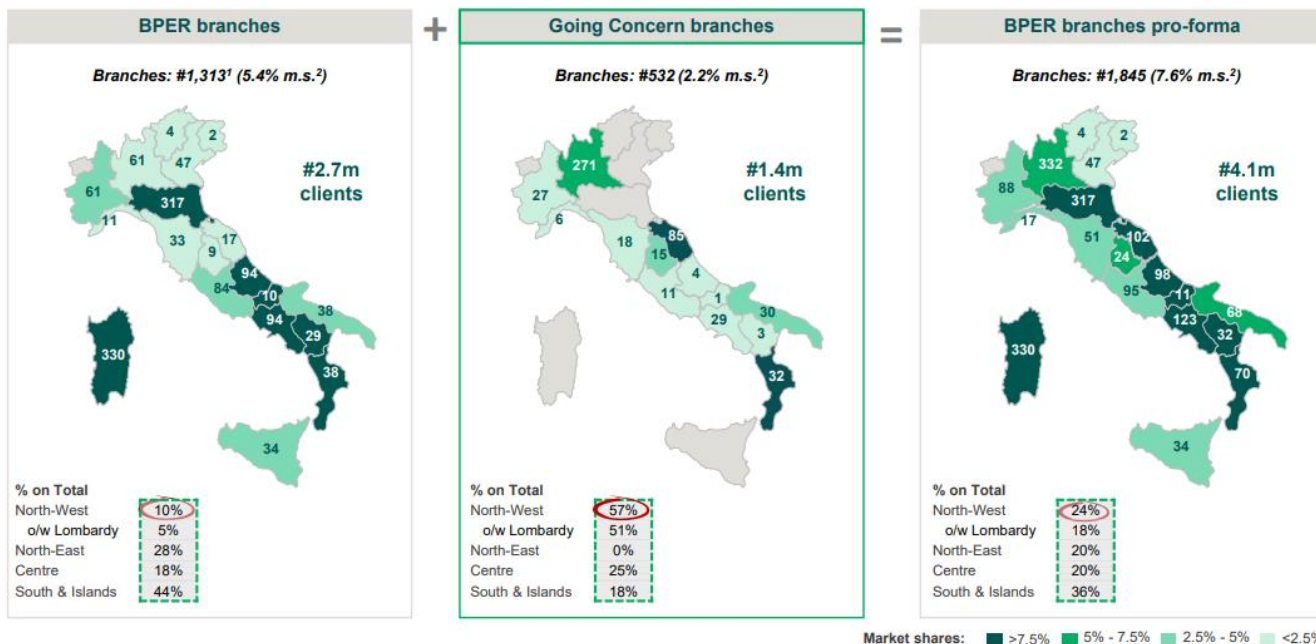 BPER branches
Branches: #1,313¹ (5.4% m.s.²)
4
2
61
47
61
#2.7m
clients
317
11
33
17
9
94
84
10
38
94
29
330
38
34
% on Total
North-West 10%
o/w Lombardy 5%
North-East 28%
Centre 18%
South & Islands 44%
+
Going Concern branches
Branches: #532 (2.2% m.s.²)
271
#1.4m
clients
27
6
85
18
15
4
11
1
30
29
3
32
% on Total
North-West 57%
o/w Lombardy 51%
North-East 0%
Centre 25%
South & Islands 18%
=
BPER branches pro-forma
Branches: #1,845 (7.6% m.s.²)
4
2
332
47
#4.1m
clients
88
317
17
102
51
24
98
95
11
68
123
32
330
70
34
% on Total
North-West 24%
o/w Lombardy 18%
North-East 20%
Centre 20%
South & Islands 36%
Market shares: >7.5% 5% - 7.5% 2.5% - 5% <2.5%